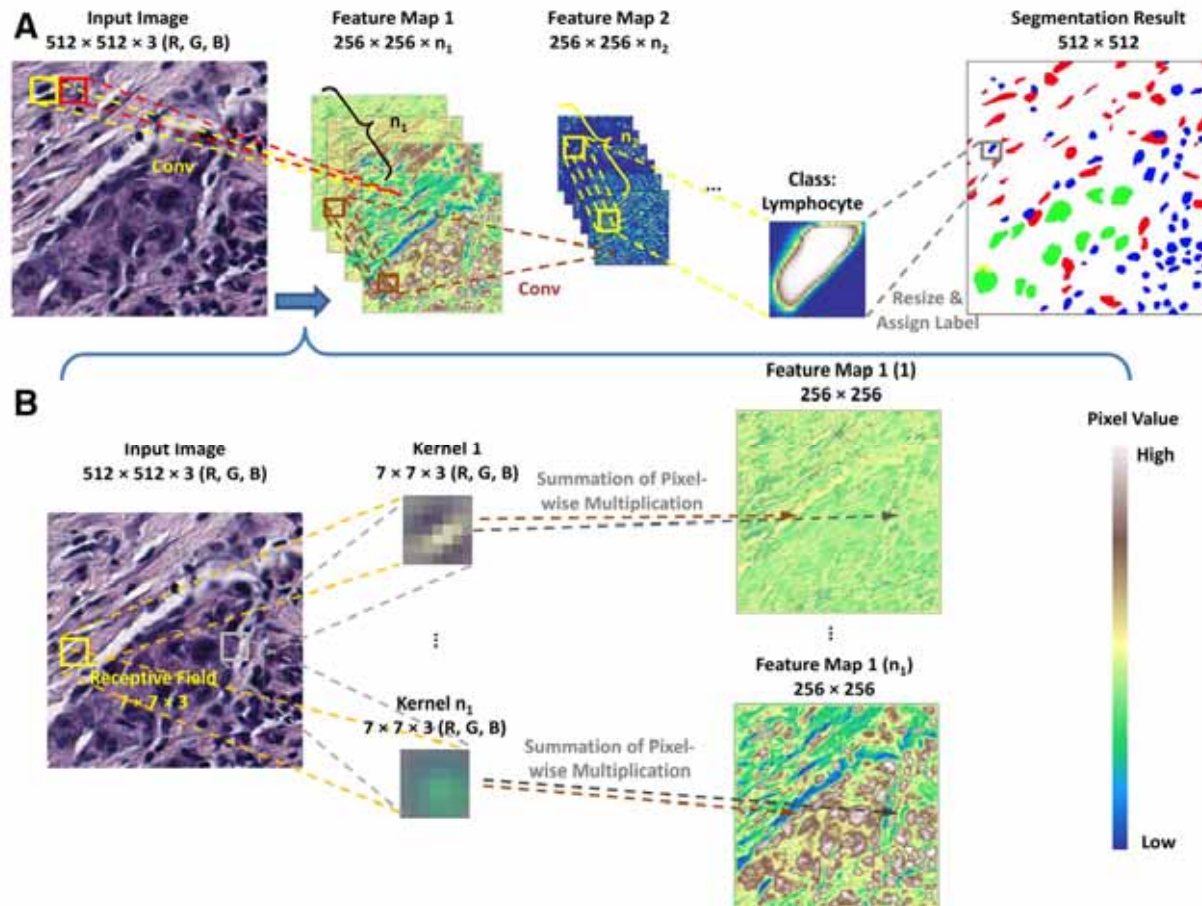 A
Input Image
512 × 512 × 3 (R, G, B)
Feature Map 1
256 × 256 × n₁
Feature Map 2
256 × 256 × n₂
Segmentation Result
512 × 512
n₁
n
Conv
...
Class:
Lymphocyte
Conv
Resize &
Assign Label
B
Feature Map 1 (1)
256 × 256
Input Image
512 × 512 × 3 (R, G, B)
Kernel 1
7 × 7 × 3 (R, G, B)
Summation of Pixel-
wise Multiplication
Pixel Value
High
...
...
Receptive Field
7 × 7 × 3
Kernel n₁
7 × 7 × 3 (R, G, B)
Feature Map 1 (n₁)
256 × 256
Summation of Pixel-
wise Multiplication
Low